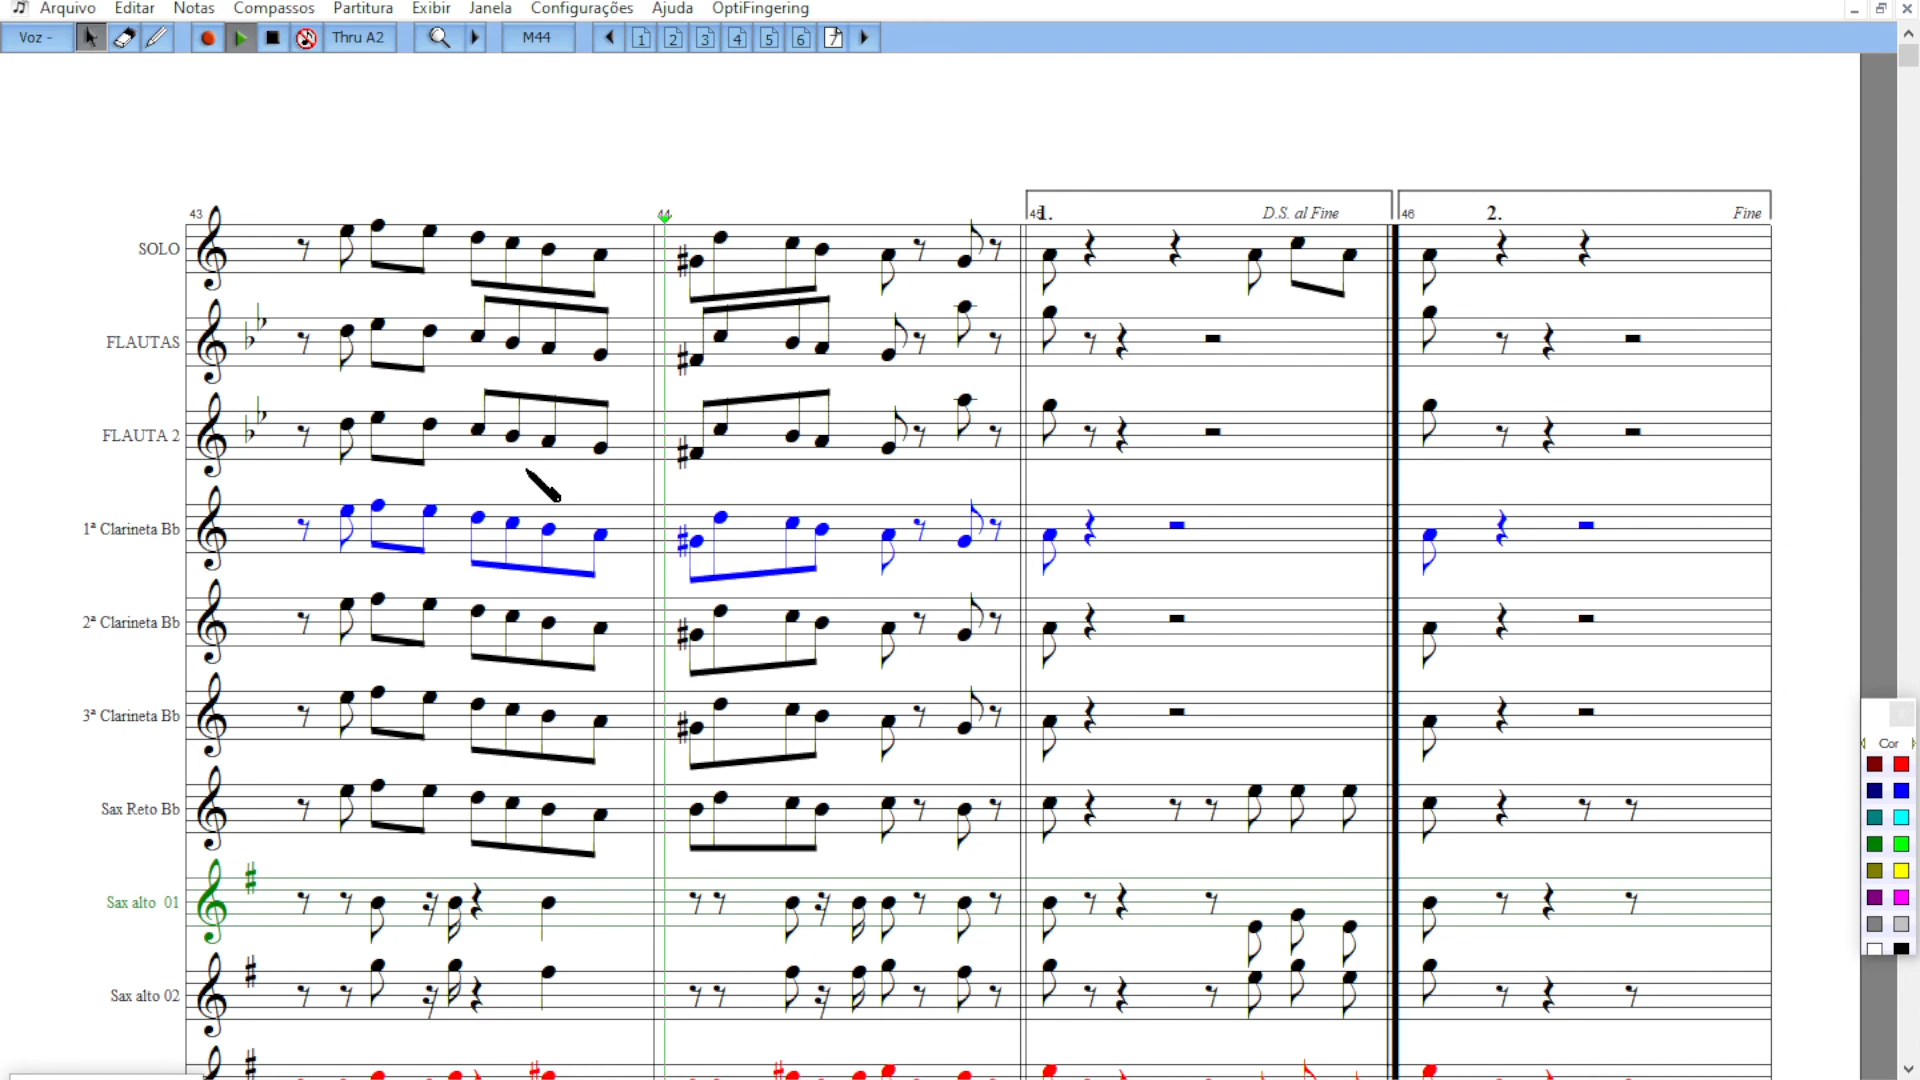 Arquivo Editar Notas Compassos Partitura Exibir Janela Configurações Ajuda OptiFingering
Voz - Thru A2 M44 1 2 3 4 5 6 7
43 44 45 1. D.S. al Fine 46 2. Fine
SOLO
FLAUTAS
FLAUTA 2
1ª Clarineta Bb
2ª Clarineta Bb
3ª Clarineta Bb
Sax Reto Bb
Cor
Sax alto 01
Sax alto 02